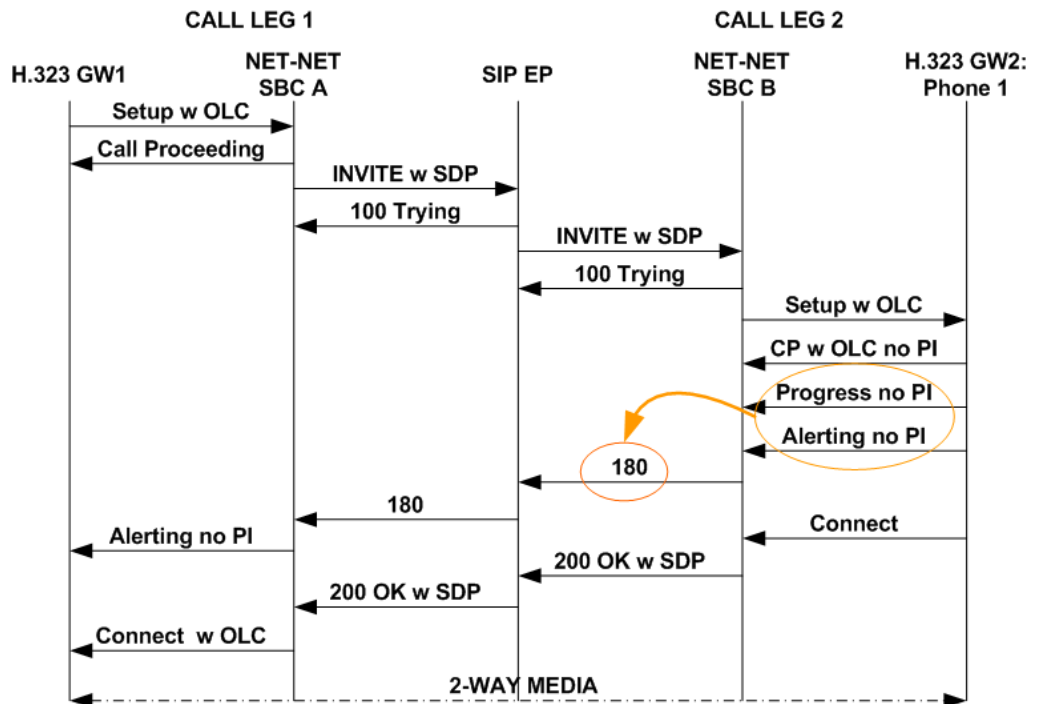 CALL LEG 1
CALL LEG 2
H.323 GW1
NET-NET
SBC A
SIP EP
NET-NET
SBC B
H.323 GW2:
Phone 1
Setup w OLC
Call Proceeding
INVITE w SDP
100 Trying
INVITE w SDP
100 Trying
Setup w OLC
CP w OLC no PI
Progress no PI
Alerting no PI
180
180
Connect
Alerting no PI
200 OK w SDP
200 OK w SDP
Connect w OLC
2-WAY MEDIA